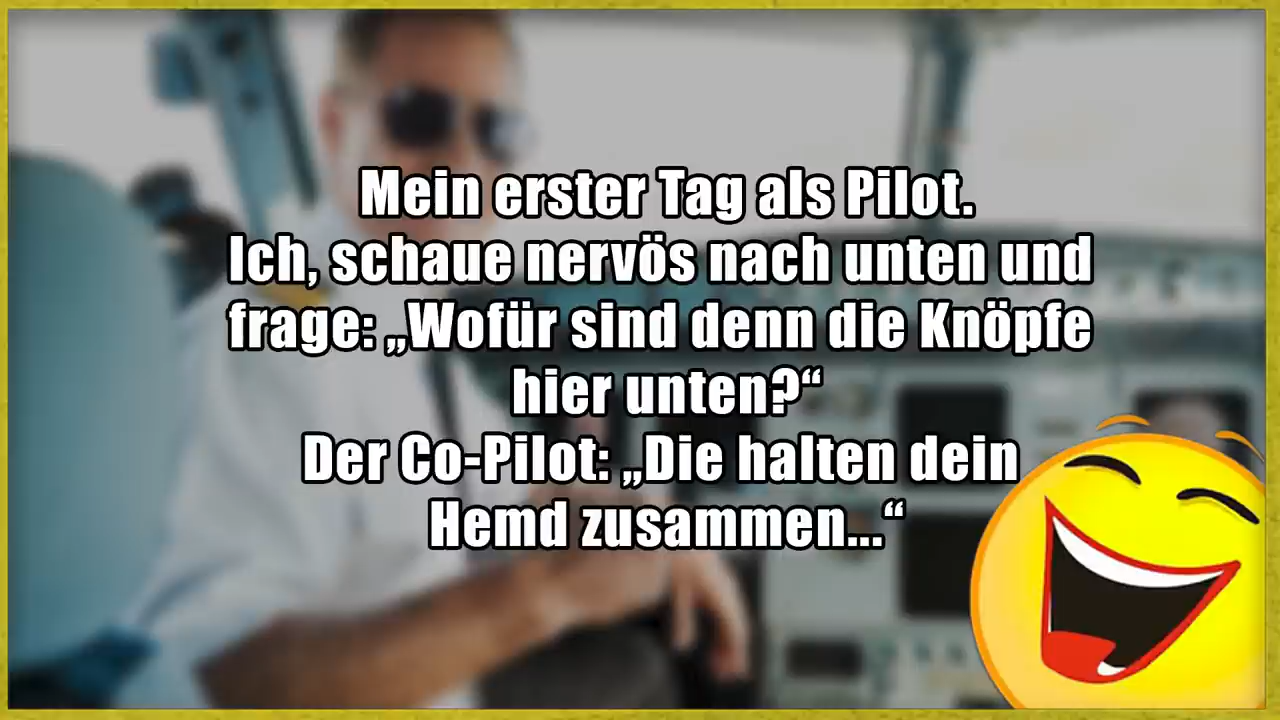 Mein erster Tag als Pilot.
Ich, schaue nervös nach unten und
frage: „Wofür sind denn die Knöpfe
hier unten?“
Der Co-Pilot: „Die halten dein
Hemd zusammen...“